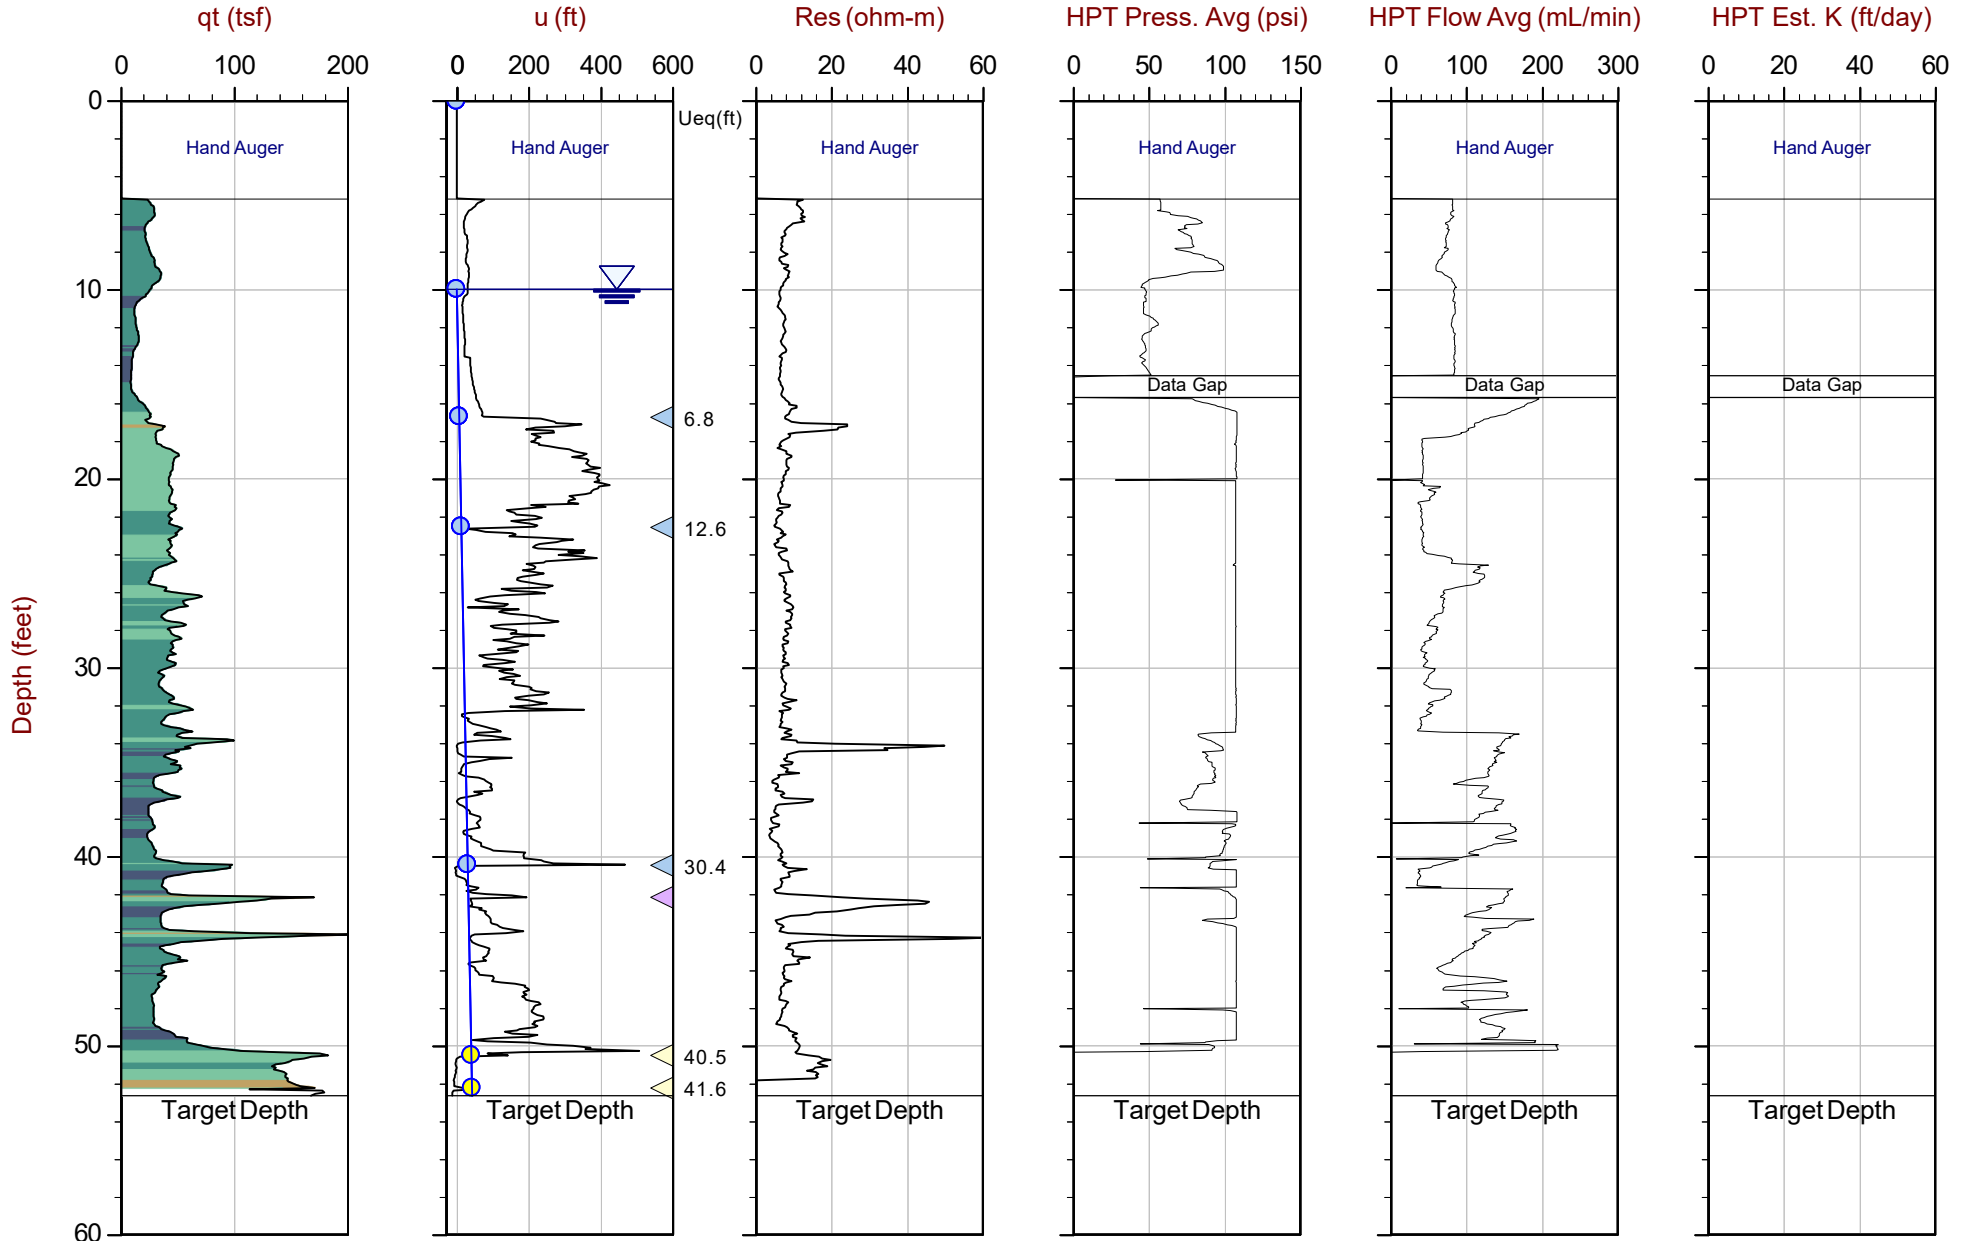 qt (tsf) u (ft) Res (ohm-m) HPT Press. Avg (psi) HPT Flow Avg (mL/min) HPT Est. K (ft/day)
0 100 200 0 200 400 600 0 20 40 60 0 50 100 150 0 100 200 300 0 20 40 60
0
Ueq(ft)
Hand Auger Hand Auger Hand Auger Hand Auger Hand Auger Hand Auger
10
Data Gap Data Gap Data Gap
6.8
20
12.6
Depth (feet)
30
40
30.4
50
40.5
41.6
Target Depth Target Depth Target Depth Target Depth Target Depth
60